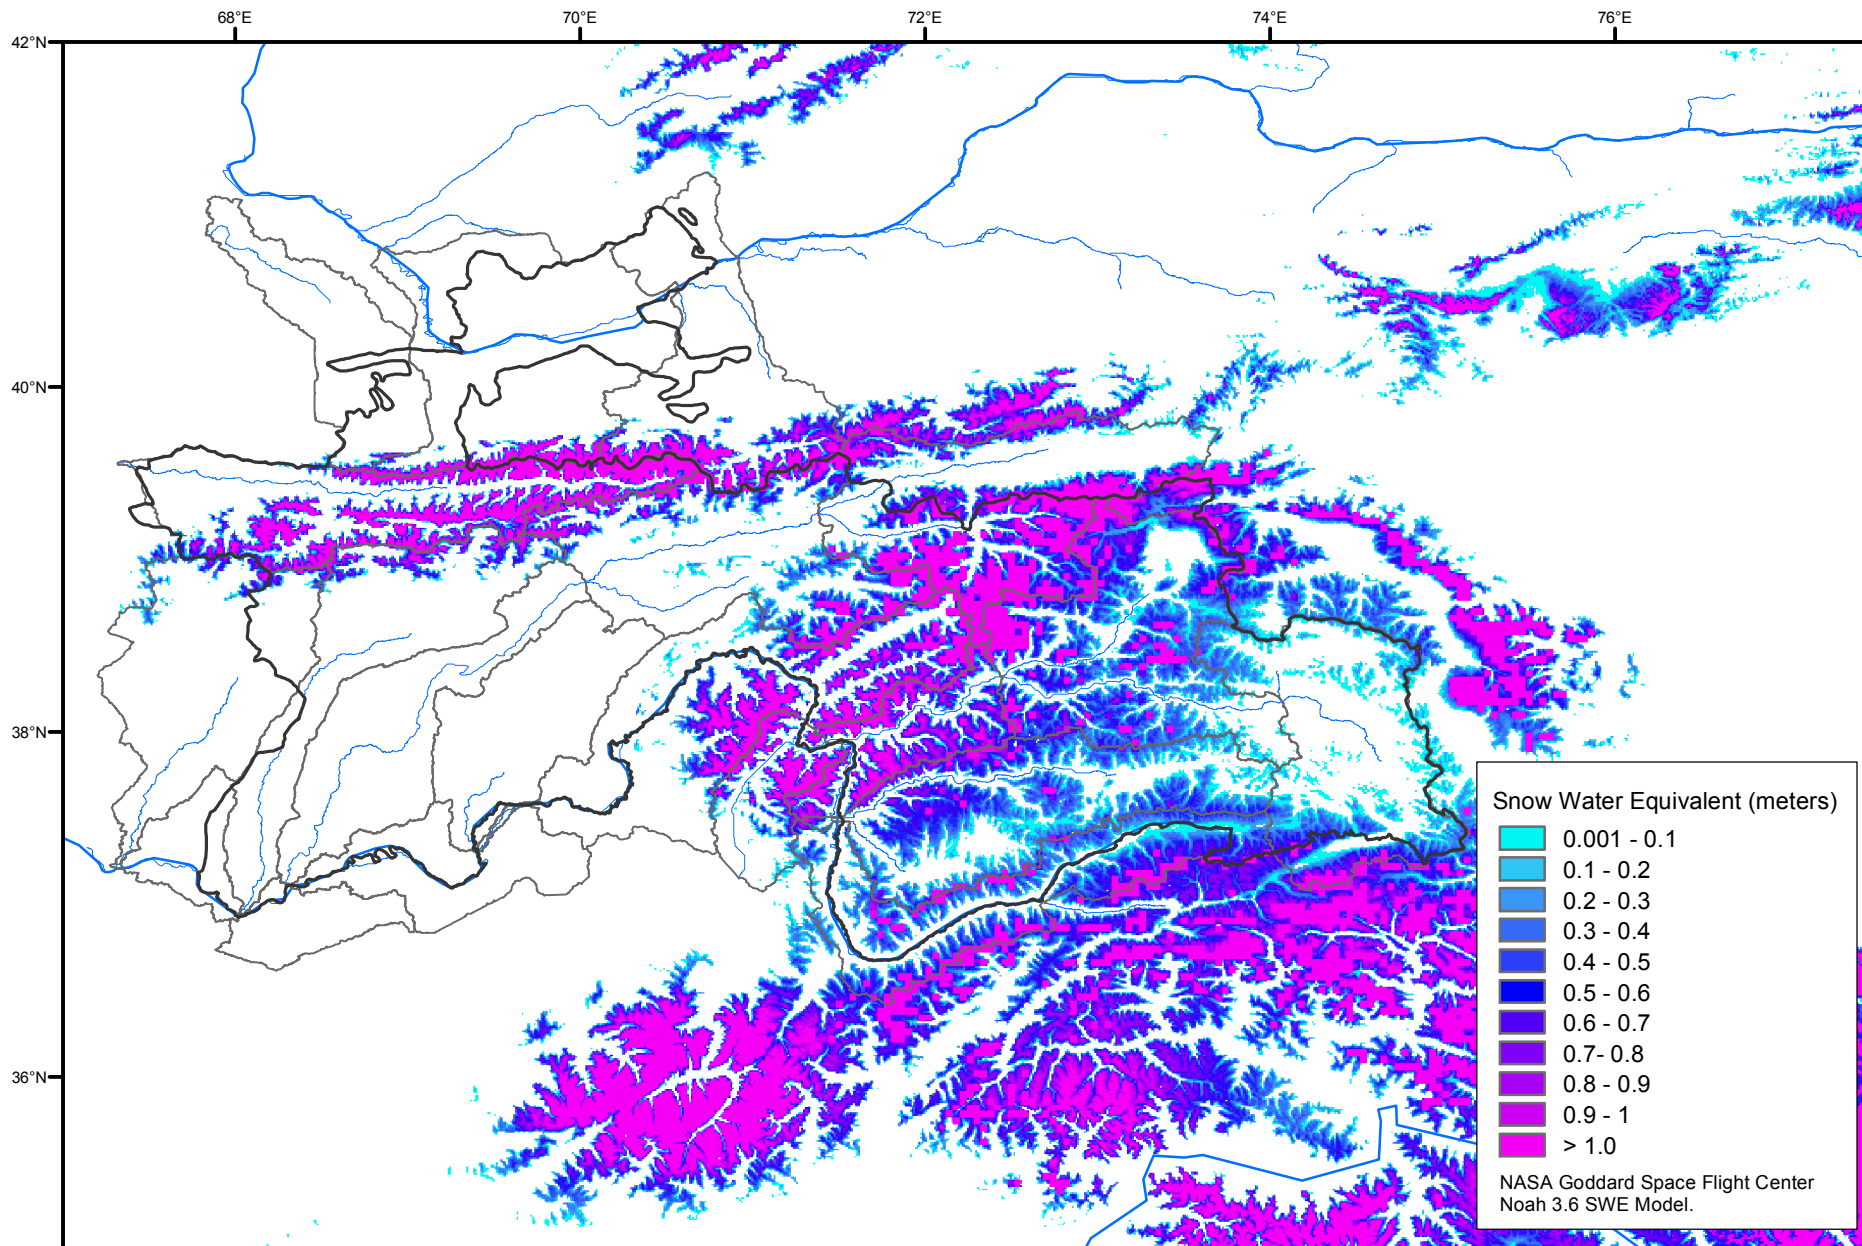 68°E
70°E
72°E
74°E
76°E
42°N
40°N
38°N
36°N
Snow Water Equivalent (meters)
0.001 - 0.1
0.1 - 0.2
0.2 - 0.3
0.3 - 0.4
0.4 - 0.5
0.5 - 0.6
0.6 - 0.7
0.7- 0.8
0.8 - 0.9
0.9 - 1
> 1.0
NASA Goddard Space Flight Center
Noah 3.6 SWE Model.